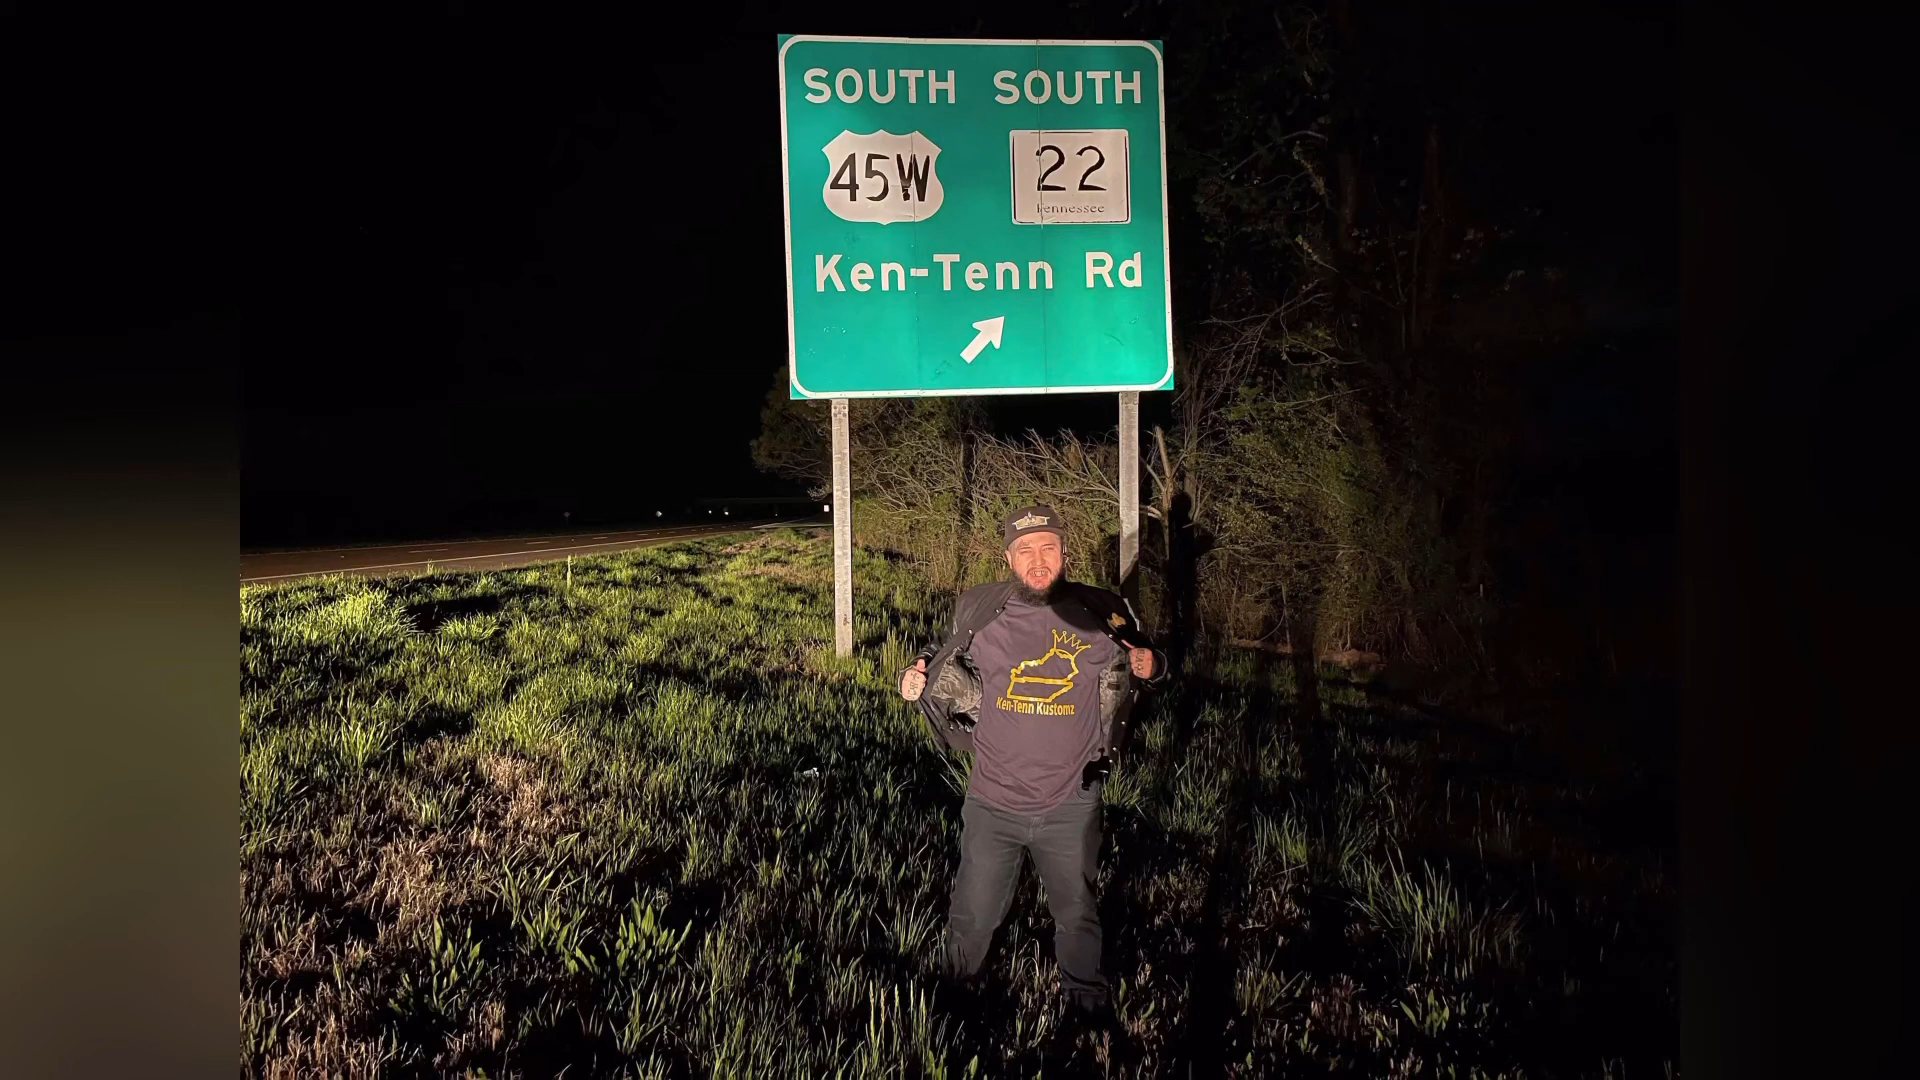 SOUTH SOUTH
45W 22
Tennessee
Ken-Tenn Rd
Ken-Tenn Kustomz